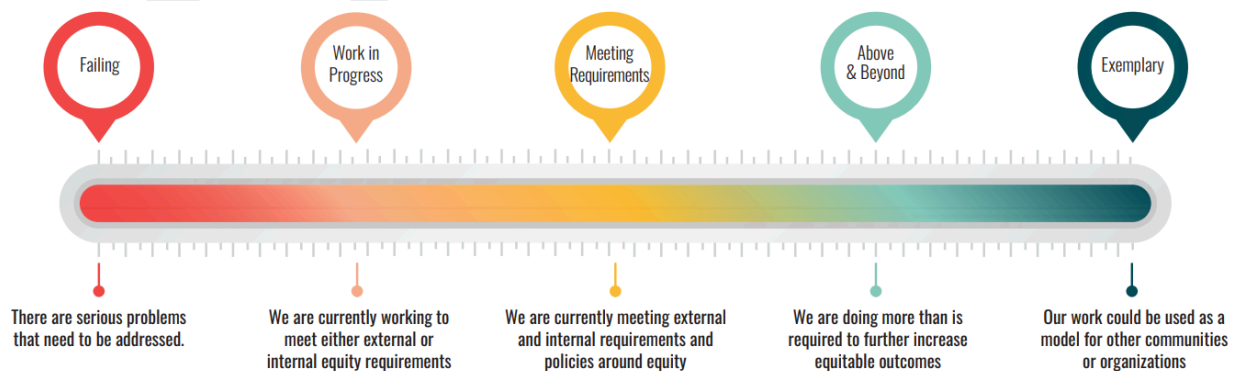 Failing
Work in
Progress
Meeting
Requirements
Above
& Beyond
Exemplary
There are serious problems
that need to be addressed.
We are currently working to
meet either external or
internal equity requirements
We are currently meeting external
and internal requirements and
policies around equity
We are doing more than is
required to further increase
equitable outcomes
Our work could be used as a
model for other communities
or organizations